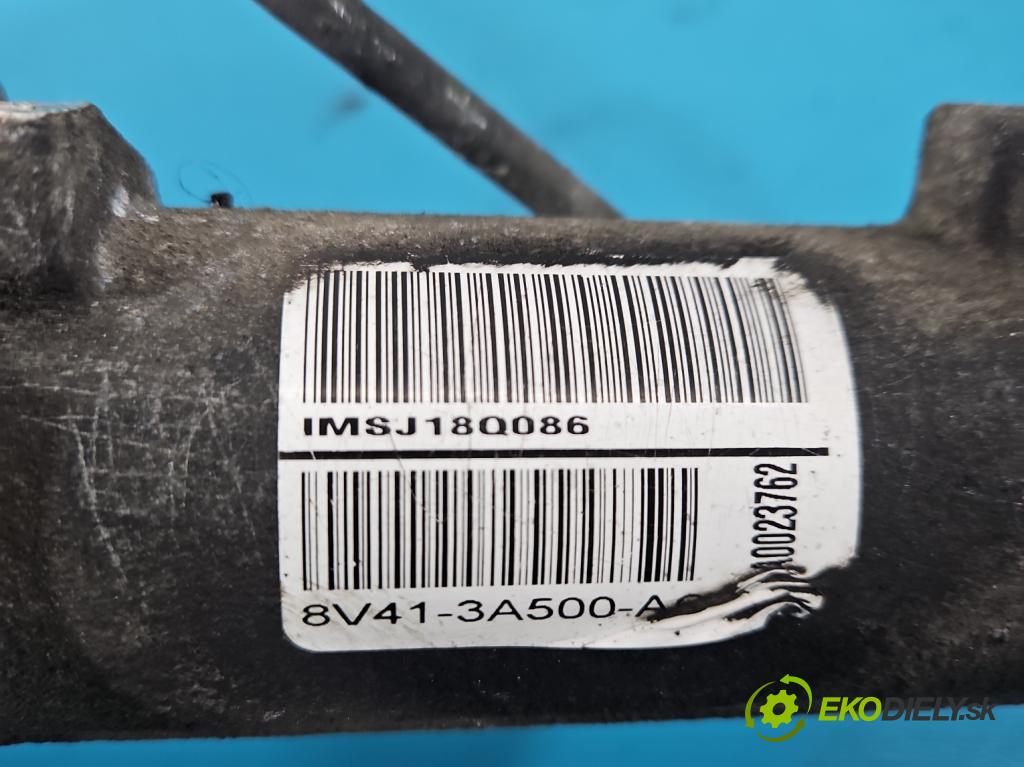 IMSJ18Q086
A0023762
8V41-3A500-A
EKODIELY.SK